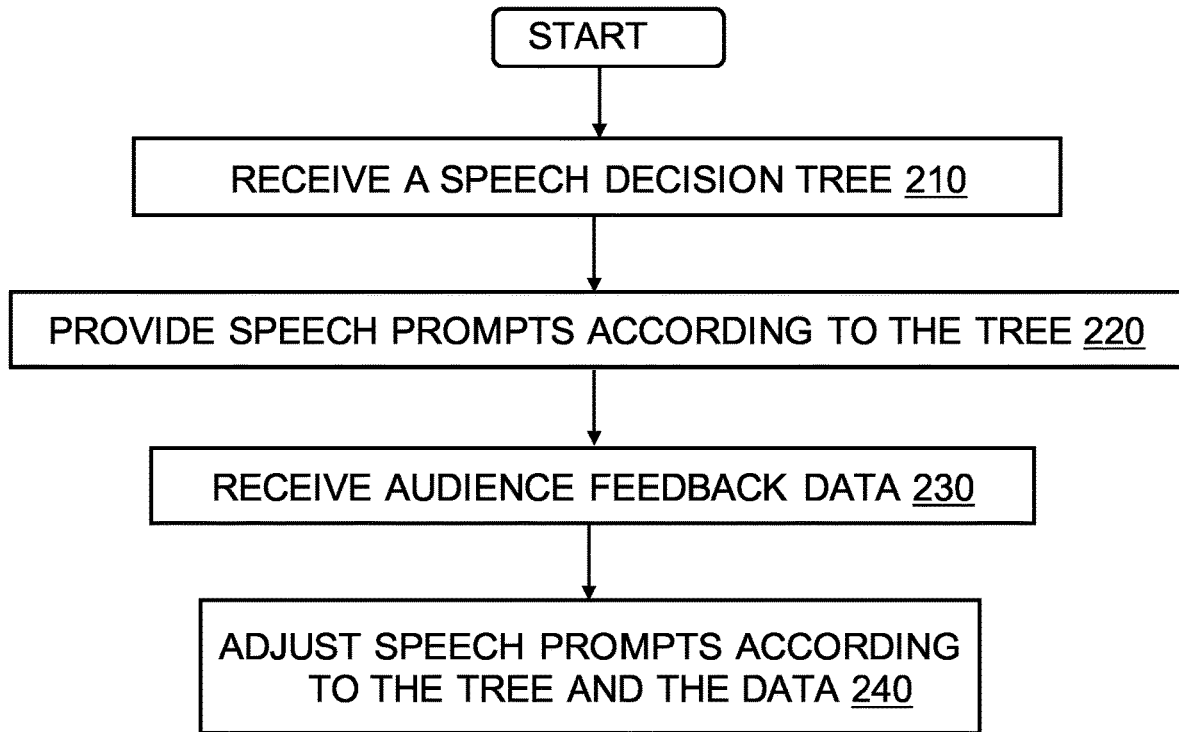 START
RECEIVE A SPEECH DECISION TREE 210
PROVIDE SPEECH PROMPTS ACCORDING TO THE TREE 220
RECEIVE AUDIENCE FEEDBACK DATA 230
ADJUST SPEECH PROMPTS ACCORDING
TO THE TREE AND THE DATA 240